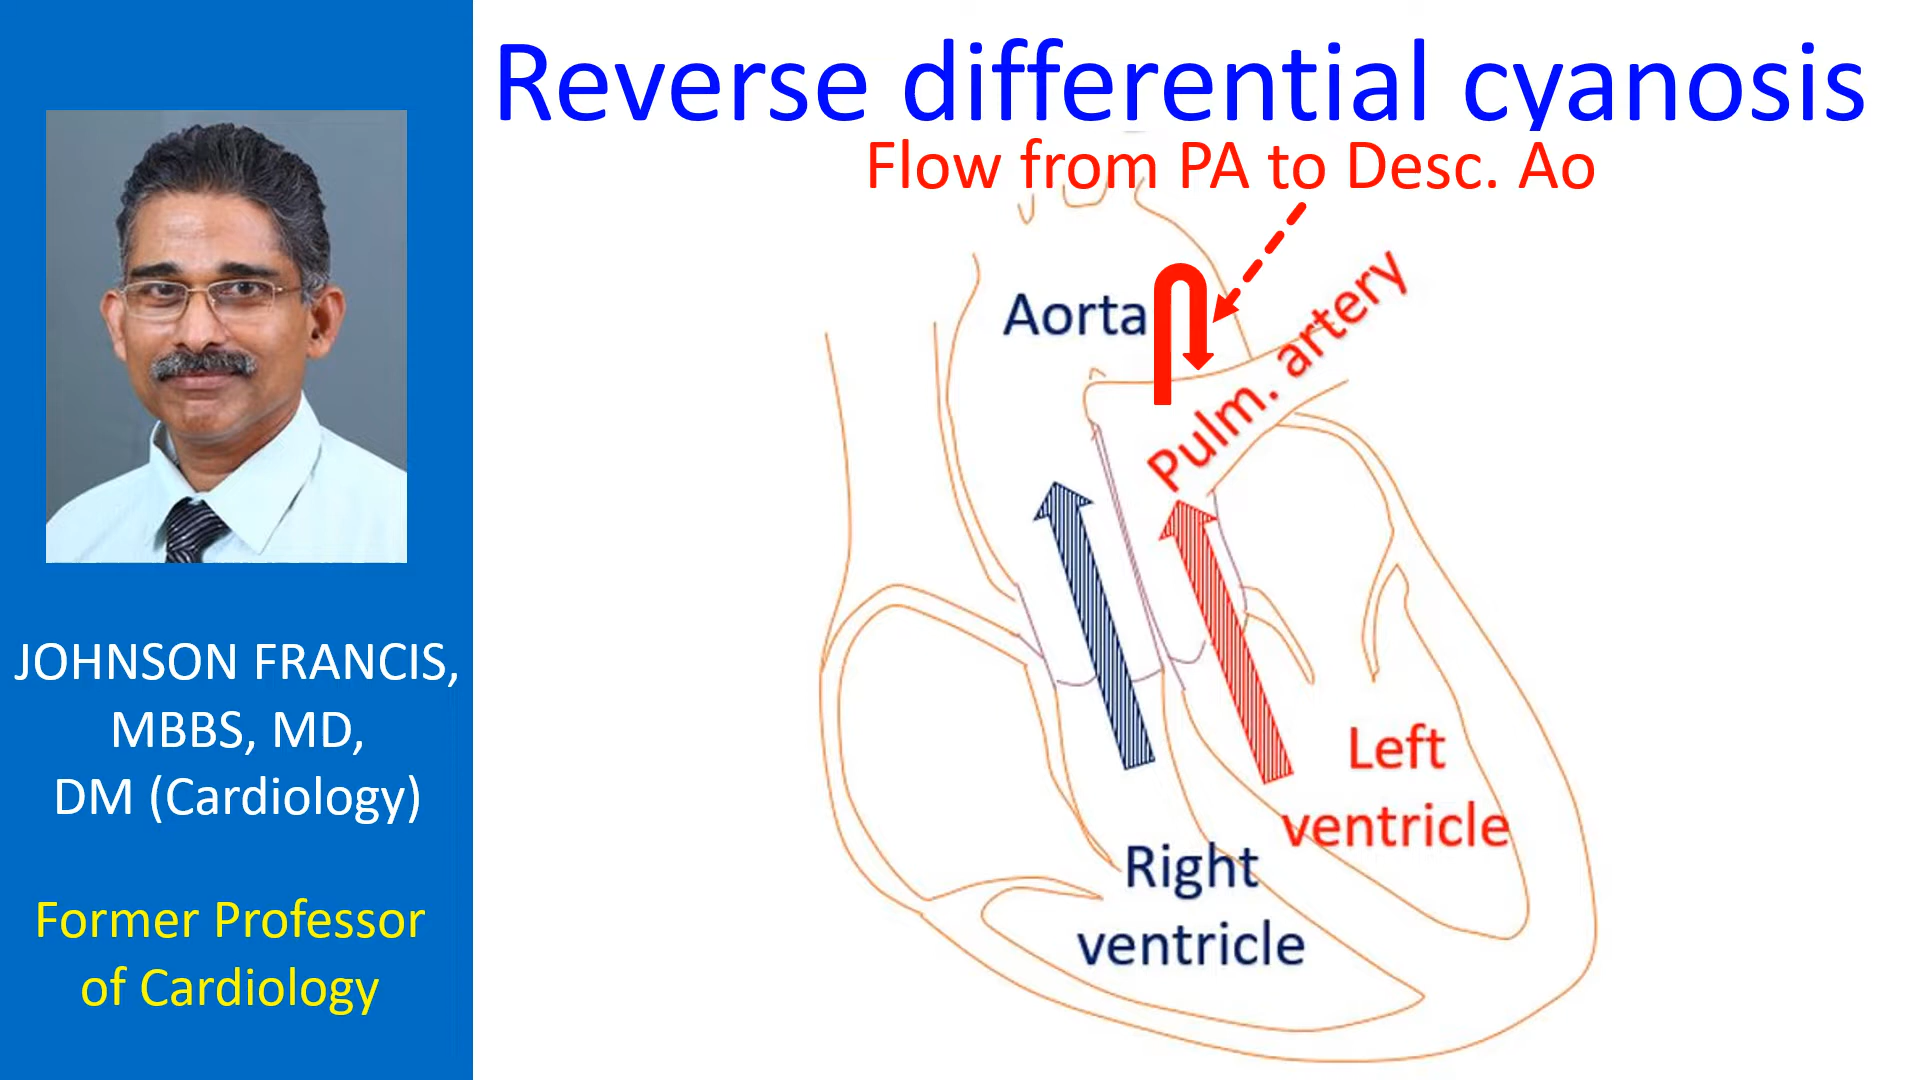 Reverse differential cyanosis
Flow from PA to Desc. Ao
Aorta
Pulm. artery
Left
ventricle
Right
ventricle
JOHNSON FRANCIS,
MBBS, MD,
DM (Cardiology)
Former Professor
of Cardiology